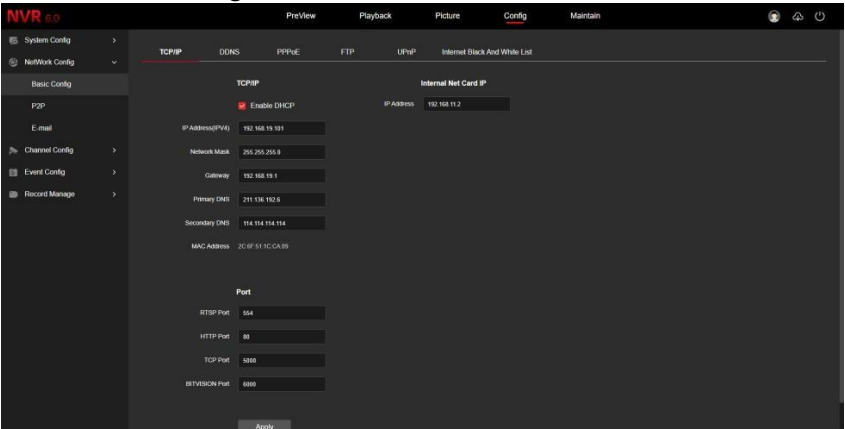 NVR 6.0
PreView Playback Picture Config Maintain
System Config
NetWork Config
Basic Config
P2P
E-mail
Channel Config
Event Config
Record Manage
TCP/IP DDNS PPPoE FTP UPnP Internet Black And White List
TCP/IP
Enable DHCP
IP Address(IPV4) 192.168.19.101
Network Mask 255.255.255.0
Gateway 192.168.19.1
Primary DNS 211.136.192.6
Secondary DNS 114.114.114.114
MAC Address 2C:6F:51:1C:CA:09
Internal Net Card IP
IP Address 192.168.11.2
Port
RTSP Port 554
HTTP Port 80
TCP Port 5000
BITVISION Port 6000
Apply